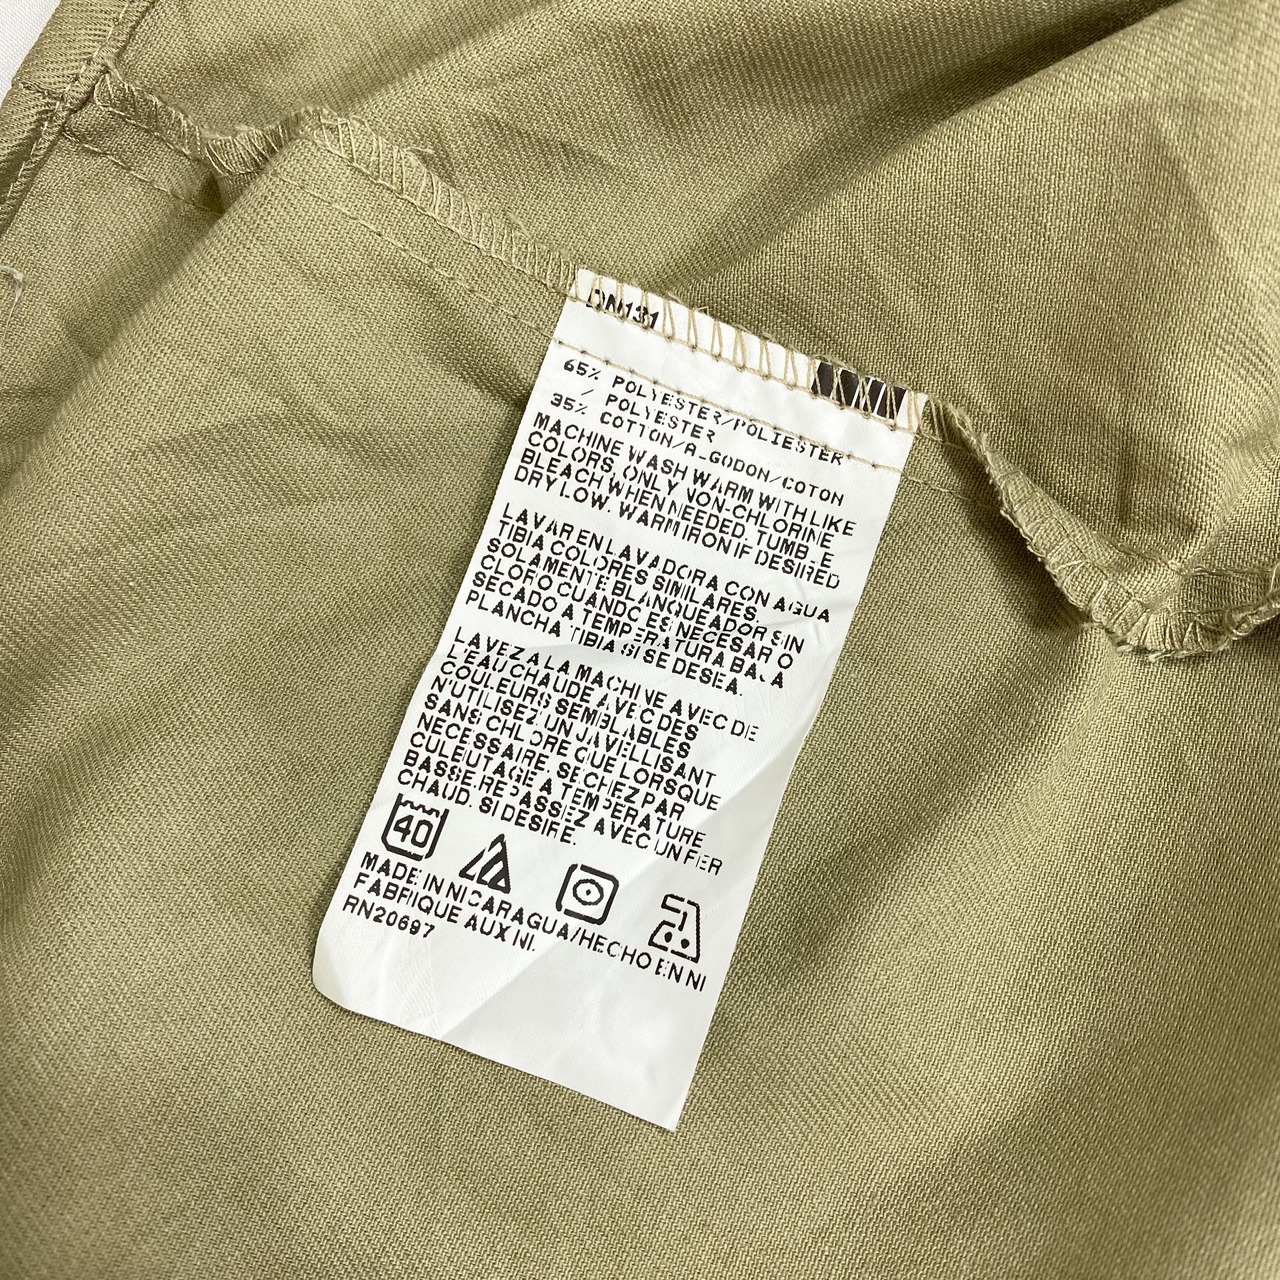 DN131
65% POLYESTER/POLIESTER
/ POLYESTER
35% COTTON/ALGODON/COTON
MACHINE WASH WARM WITH LIKE
COLORS, ONLY NON-CHLORINE
BLEACH WHEN NEEDED. TUMBLE
DRY LOW. WARM IRON IF DESIRED
LAVAR EN LAVADORA CON AGUA
TIBIA COLORES SIMILARES.
SOLAMENTE BLANQUEADOR SIN
CLORO CUANDO ES NECESARIO
SECADO A TEMPERATURA BAJA
PLANCHA TIBIA SI SE DESEA.
LAVEZ A LA MACHINE AVEC DE
L'EAU CHAUDE AVEC DES
COULEURS SEMBLABLES
N'UTILISEZ UN JAVELLISANT
SANS CHLORE QUE LORSQUE
NECESSAIRE. SECHEZ PAR
CULBUTAGE A TEMPERATURE
BASSE. REPASSEZ AVEC UN FER
CHAUD. SI DESIRE.
40
MADE IN NICARAGUA/HECHO EN NI
FABRIQUE AUX NI.
RN20697